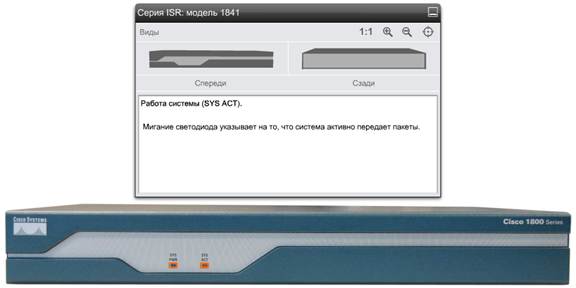 Серия ISR: модель 1841
Виды
1:1
Спереди
Сзади
Работа системы (SYS ACT).
Мигание светодиода указывает на то, что система активно передает пакеты.
CISCO SYSTEMS
Cisco 1800 Series
SYS PWR
SYS ACT